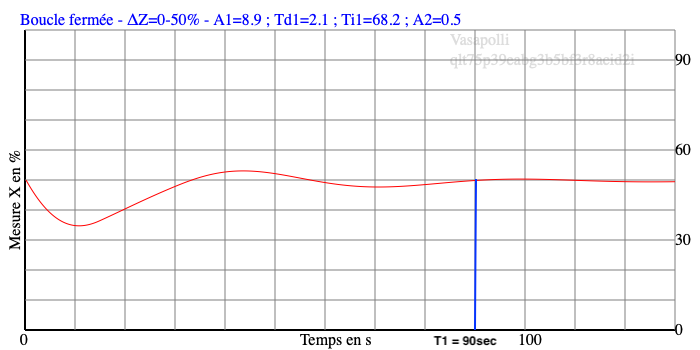 Boucle fermée - ΔZ=0-50% - A1=8.9 ; Td1=2.1 ; Ti1=68.2 ; A2=0.5
Vasapolli
90
60
Mesure X en %
30
0
0
Temps en s
T1 = 90sec
100